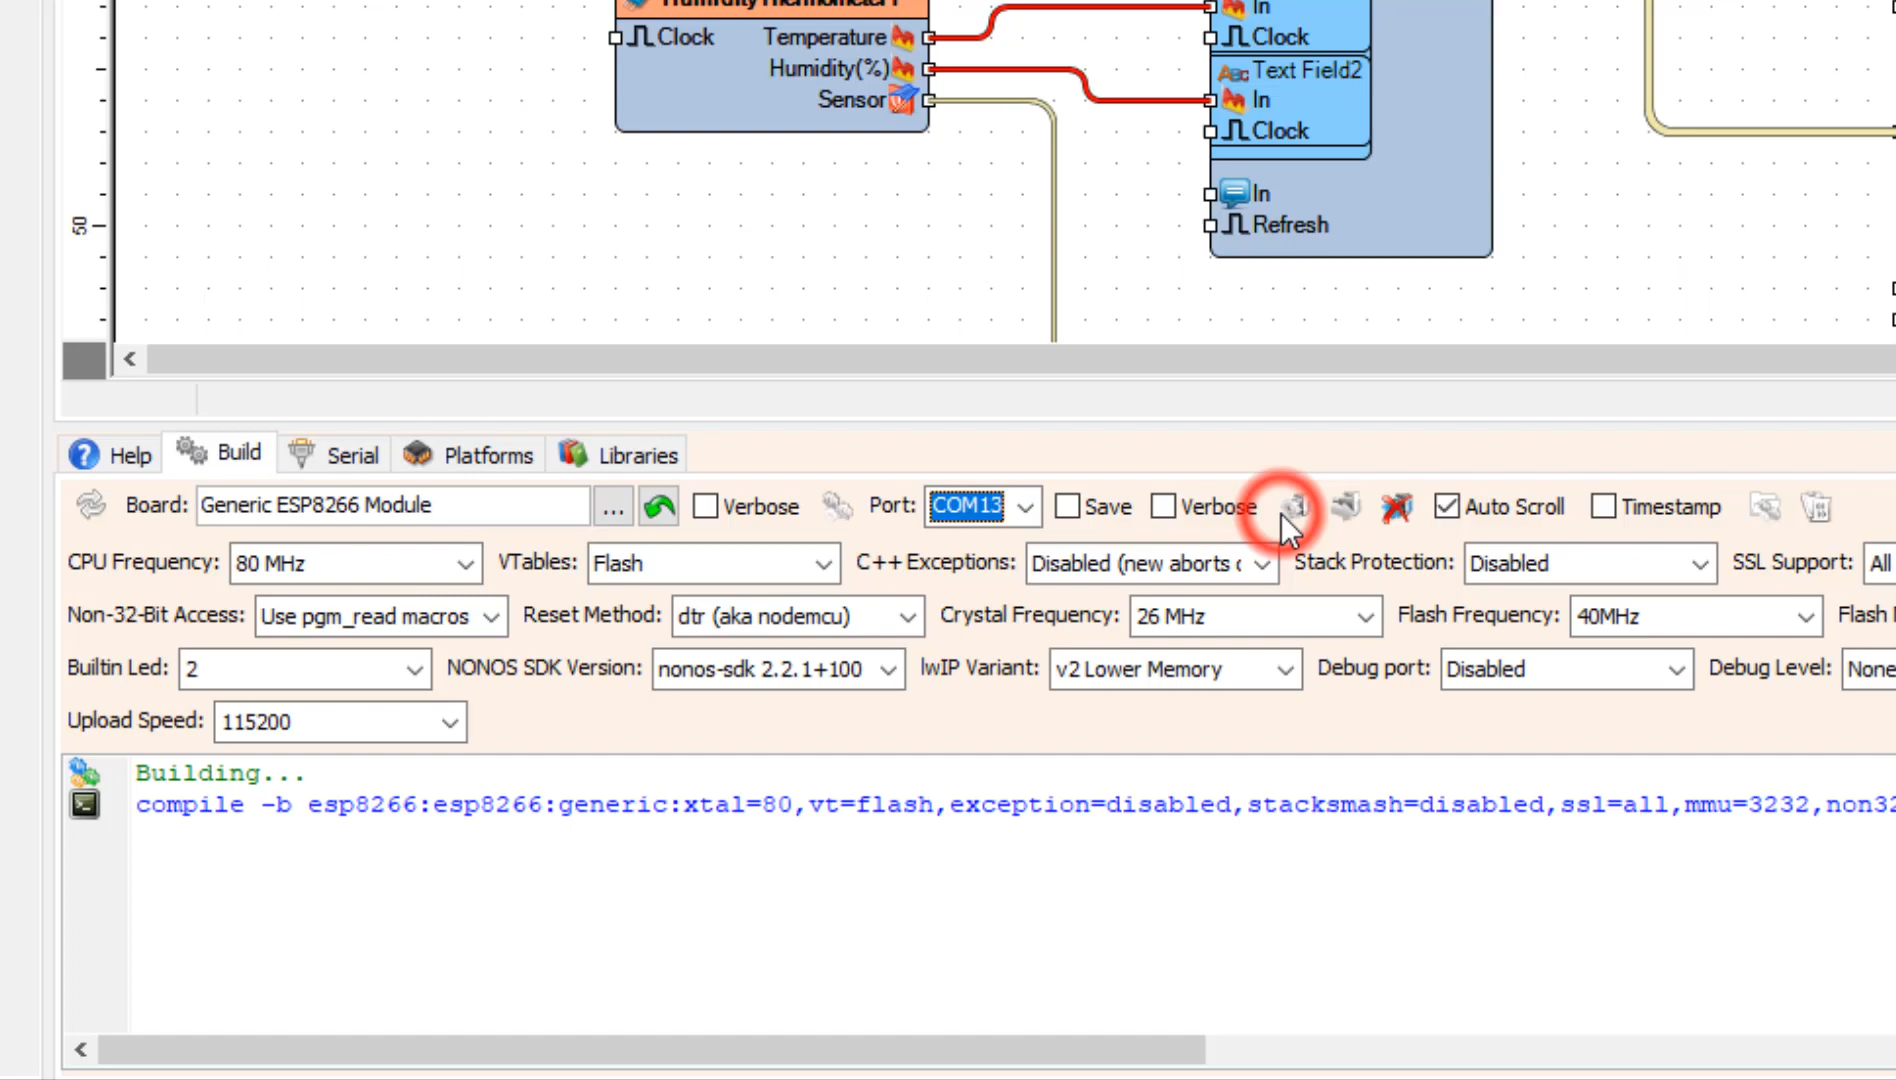 HumidityThermometer1
In
Clock
Temperature
Clock
Humidity(%)
Text Field2
Sensor
In
Clock
In
50
Refresh
Help
Build
Serial
Platforms
Libraries
Board: Generic ESP8266 Module ... Verbose Port: COM13 Save Verbose Auto Scroll Timestamp
CPU Frequency: 80 MHz VTables: Flash C++ Exceptions: Disabled (new aborts Stack Protection: Disabled SSL Support: All
Non-32-Bit Access: Use pgm_read macros Reset Method: dtr (aka nodemcu) Crystal Frequency: 26 MHz Flash Frequency: 40MHz Flash
Builtin Led: 2 NONOS SDK Version: nonos-sdk 2.2.1+100 lwIP Variant: v2 Lower Memory Debug port: Disabled Debug Level: None
Upload Speed: 115200
Building...
compile -b esp8266:esp8266:generic:xtal=80,vt=flash,exception=disabled,stacksmash=disabled,ssl=all,mmu=3232,non32